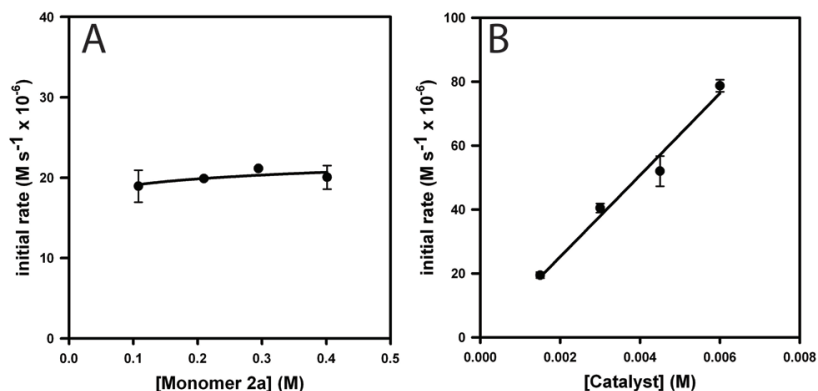 A
initial rate (M s⁻¹ x 10⁻⁶)
40
30
20
10
0
0.0 0.1 0.2 0.3 0.4 0.5
[Monomer 2a] (M)
B
initial rate (M s⁻¹ x 10⁻⁶)
100
80
60
40
20
0
0.000 0.002 0.004 0.006 0.008
[Catalyst] (M)